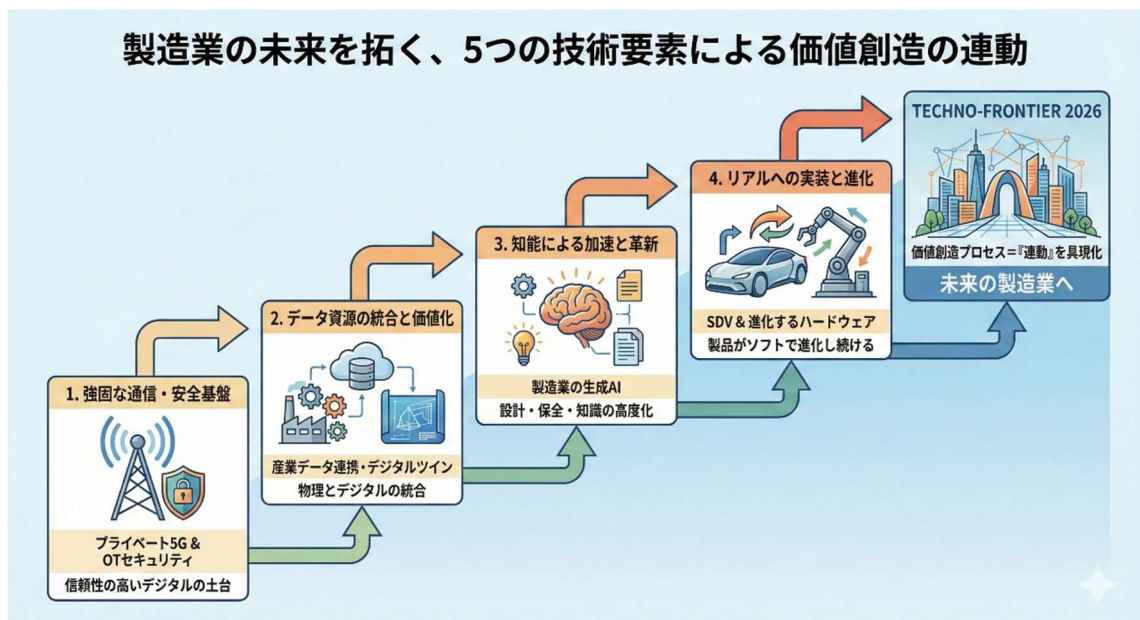 製造業の未来を拓く、5つの技術要素による価値創造の連動
1. 強固な通信・安全基盤
プライベート5G &
OTセキュリティ
信頼性の高いデジタルの土台
2. データ資源の統合と価値化
産業データ連携・デジタルツイン
物理とデジタルの統合
3. 知能による加速と革新
製造業の生成AI
設計・保全・知識の高度化
4. リアルへの実装と進化
SDV & 進化するハードウェア
製品がソフトで進化し続ける
TECHNO-FRONTIER 2026
価値創造プロセス=『連動』を具現化
未来の製造業へ